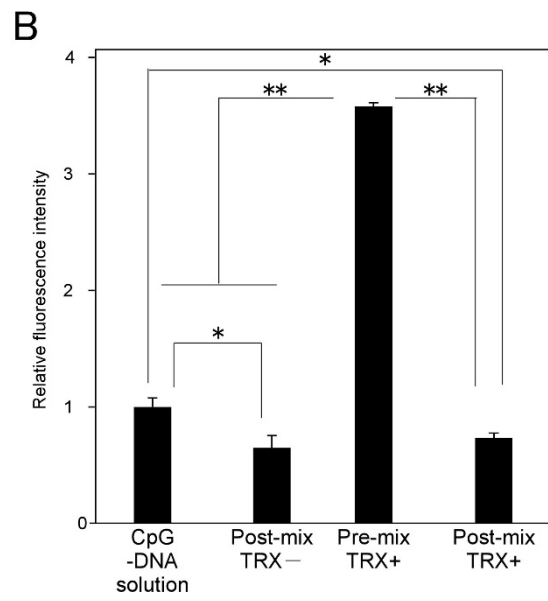 B
4
*
**
**
3
Relative fluorescence intensity
2
*
1
0
CpG
-DNA
solution
Post-mix
TRX－
Pre-mix
TRX+
Post-mix
TRX+